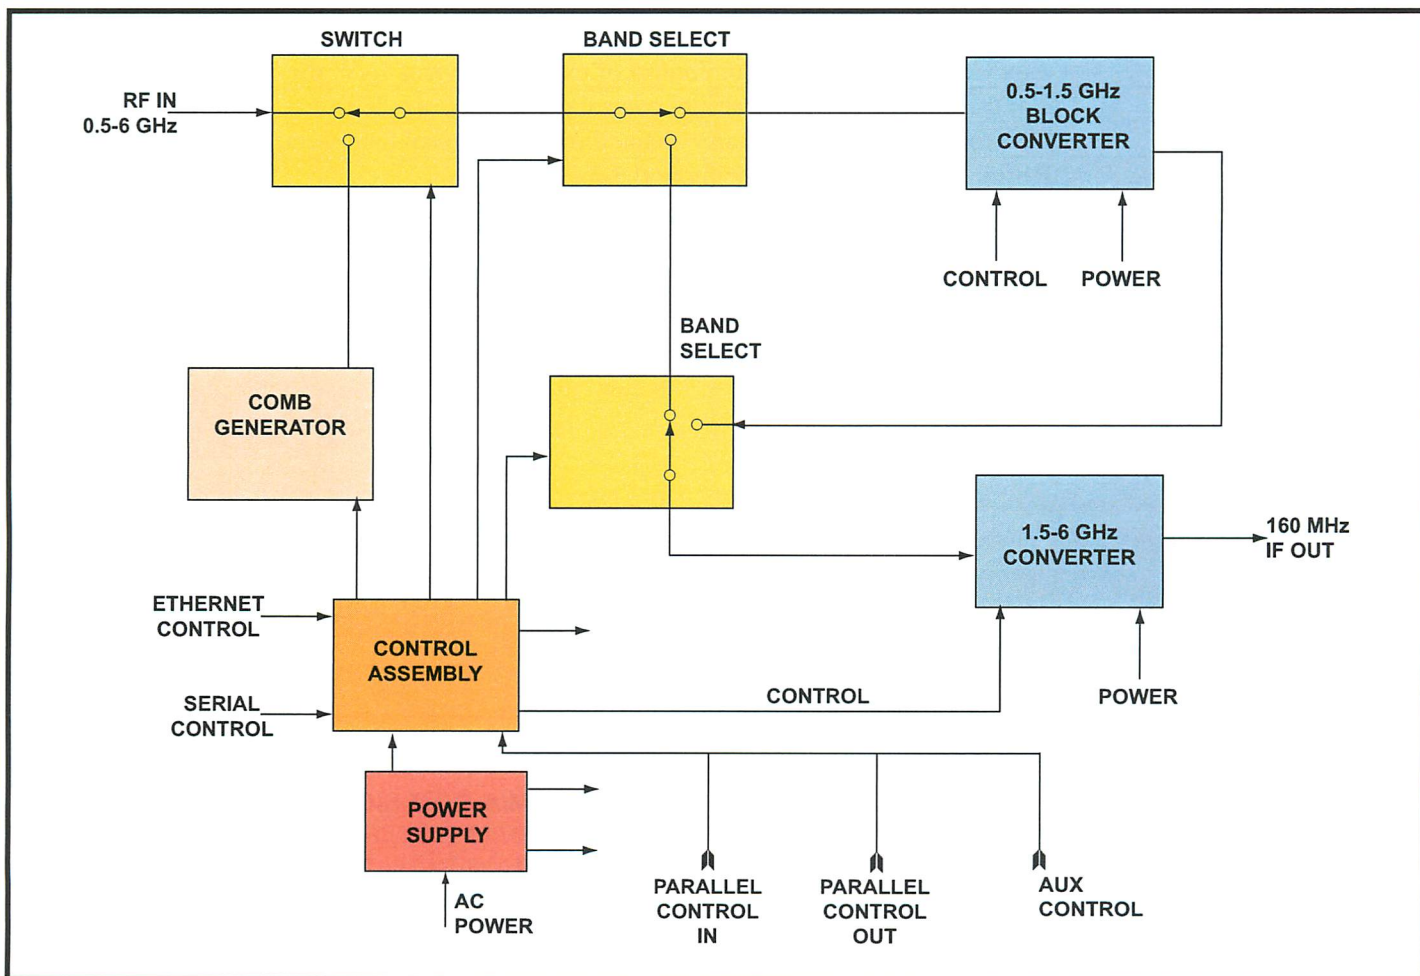 SWITCH
BAND SELECT
RF IN
0.5-6 GHz
0.5-1.5 GHz
BLOCK
CONVERTER
CONTROL
POWER
BAND
SELECT
COMB
GENERATOR
1.5-6 GHz
CONVERTER
160 MHz
IF OUT
ETHERNET
CONTROL
CONTROL
ASSEMBLY
SERIAL
CONTROL
CONTROL
POWER
POWER
SUPPLY
AC
POWER
PARALLEL
CONTROL
IN
PARALLEL
CONTROL
OUT
AUX
CONTROL